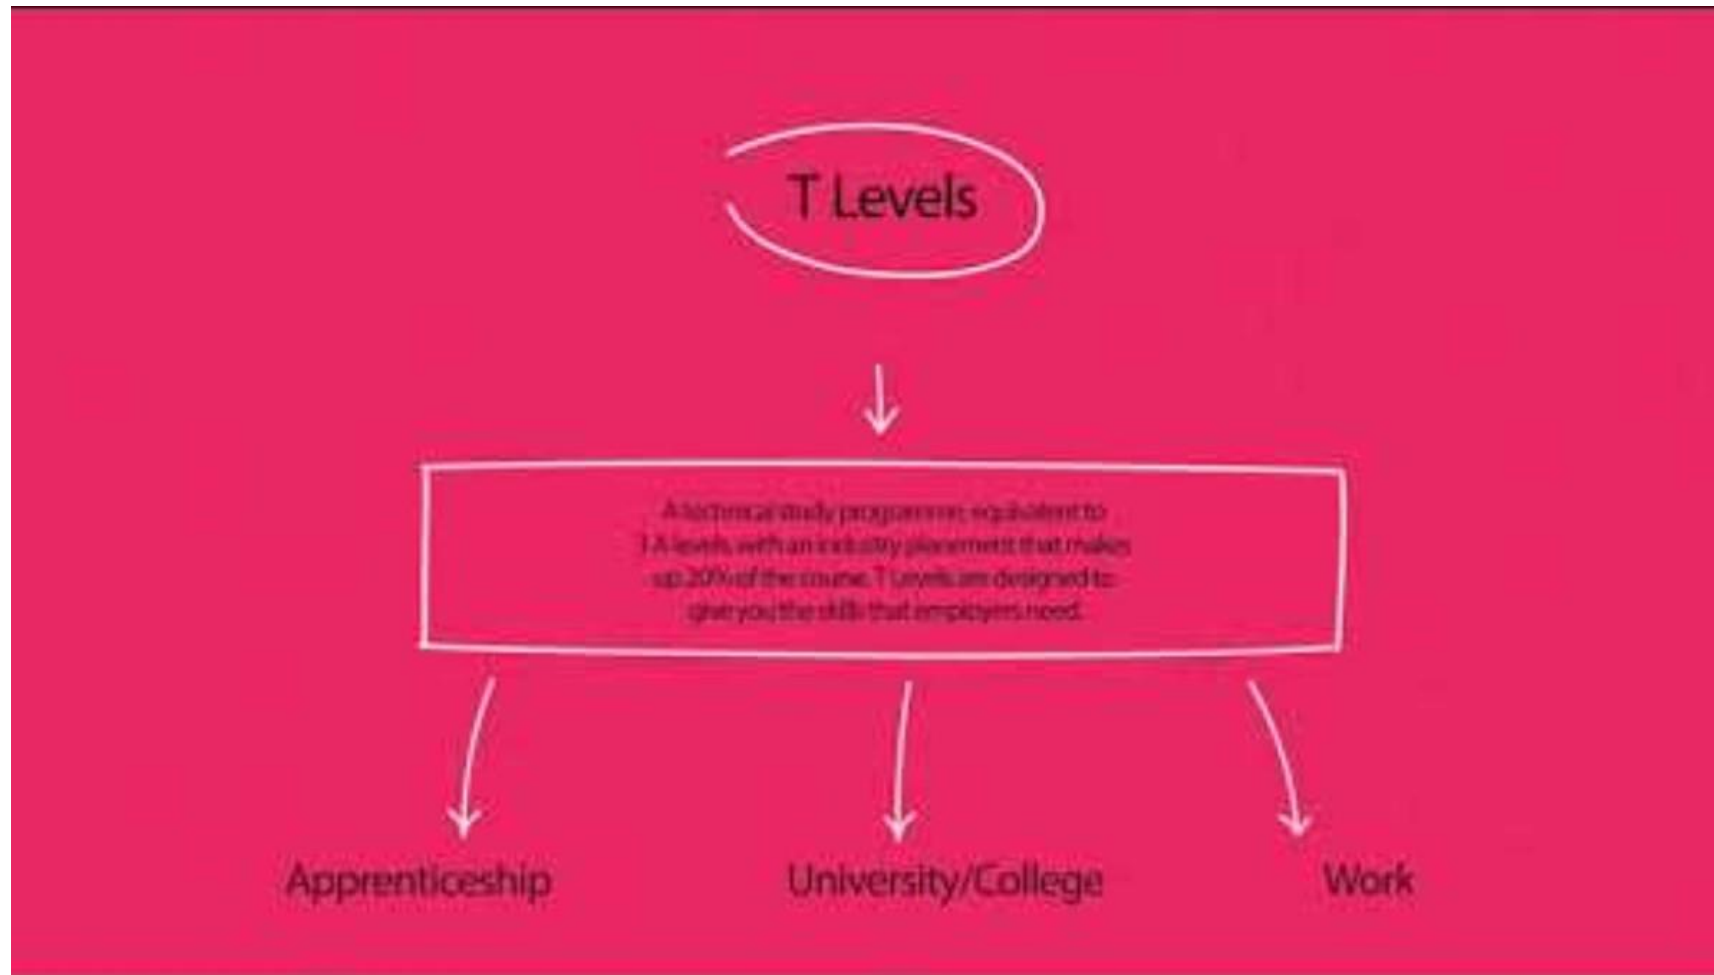 T Levels
A technical study programme, equivalent to
A levels, with an industry placement that makes
up 20% of the course. T Levels are designed to
give you the skills that employers need.
Apprenticeship
University/College
Work